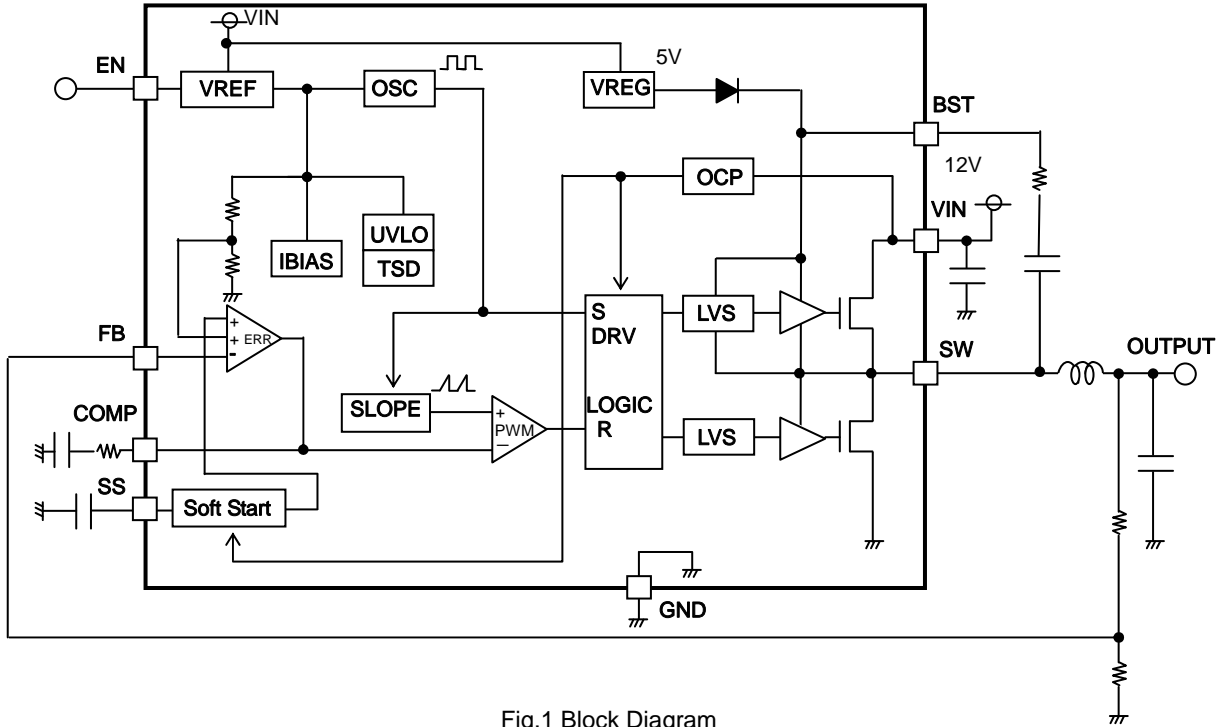 VIN
EN
VREF
OSC
VREG
5V
BST
12V
OCP
VIN
UVLO
TSD
IBIAS
LVS
S
DRV
LOGIC
R
FB
+
+
-
ERR
SW
OUTPUT
COMP
SLOPE
+
PWM
−
LVS
SS
Soft Start
GND
Fig.1 Block Diagram